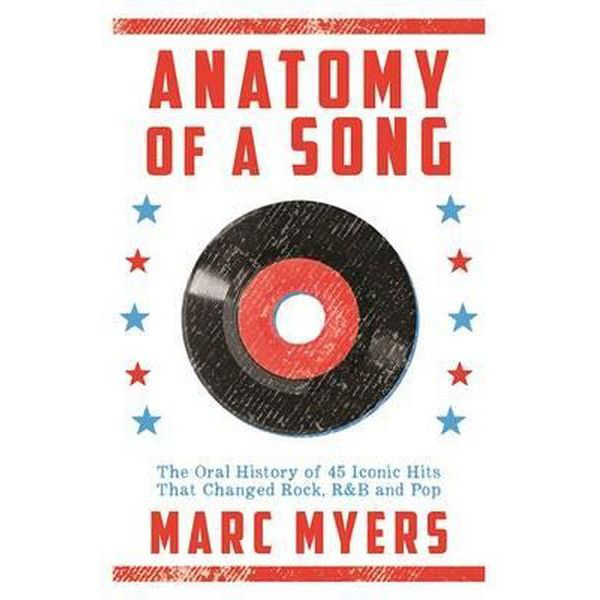 ANATOMY
OF A SONG
The Oral History of 45 Iconic Hits
That Changed Rock, R&B and Pop
MARC MYERS